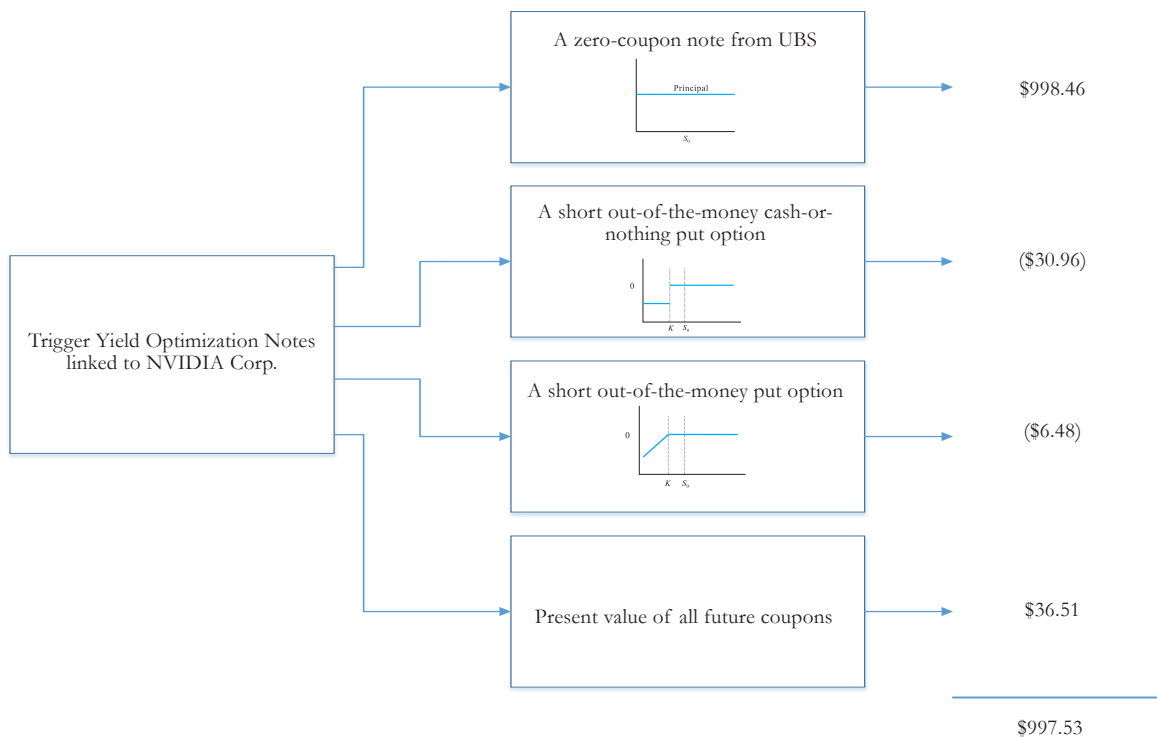 A zero-coupon note from UBS
Principal
S₀
$998.46
A short out-of-the-money cash-or-
nothing put option
0
K S₀
($30.96)
Trigger Yield Optimization Notes
linked to NVIDIA Corp.
A short out-of-the-money put option
0
K S₀
($6.48)
Present value of all future coupons
$36.51
$997.53